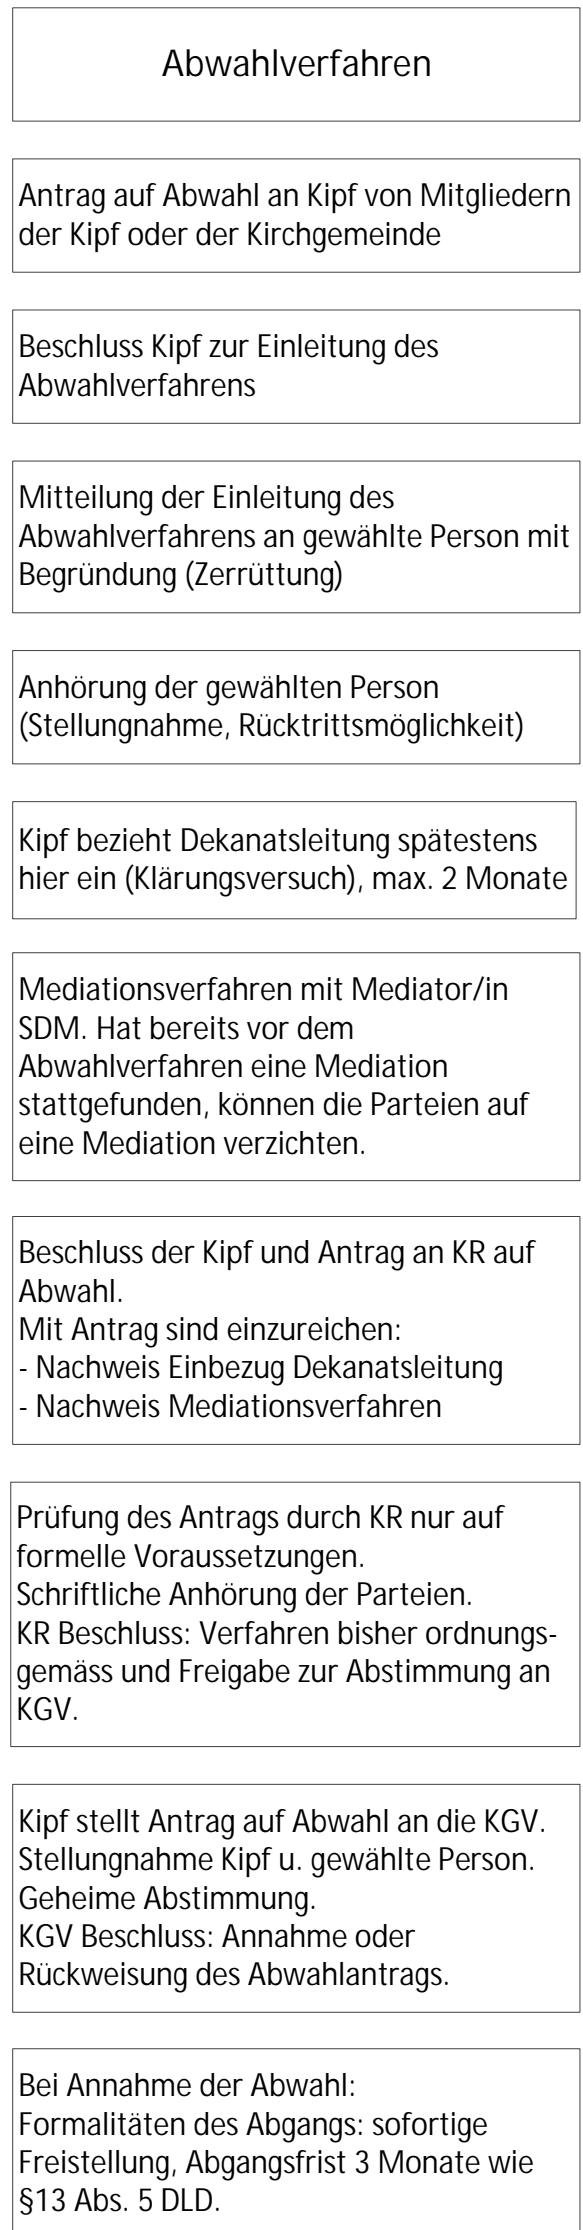 Abwahlverfahren
Antrag auf Abwahl an Kipf von Mitgliedern
der Kipf oder der Kirchgemeinde
Beschluss Kipf zur Einleitung des
Abwahlverfahrens
Mitteilung der Einleitung des
Abwahlverfahrens an gewählte Person mit
Begründung (Zerrüttung)
Anhörung der gewählten Person
(Stellungnahme, Rücktrittsmöglichkeit)
Kipf bezieht Dekanatsleitung spätestens
hier ein (Klärungsversuch), max. 2 Monate
Mediationsverfahren mit Mediator/in
SDM. Hat bereits vor dem
Abwahlverfahren eine Mediation
stattgefunden, können die Parteien auf
eine Mediation verzichten.
Beschluss der Kipf und Antrag an KR auf
Abwahl.
Mit Antrag sind einzureichen:
- Nachweis Einbezug Dekanatsleitung
- Nachweis Mediationsverfahren
Prüfung des Antrags durch KR nur auf
formelle Voraussetzungen.
Schriftliche Anhörung der Parteien.
KR Beschluss: Verfahren bisher ordnungs-
gemäss und Freigabe zur Abstimmung an
KGV.
Kipf stellt Antrag auf Abwahl an die KGV.
Stellungnahme Kipf u. gewählte Person.
Geheime Abstimmung.
KGV Beschluss: Annahme oder
Rückweisung des Abwahlantrags.
Bei Annahme der Abwahl:
Formalitäten des Abgangs: sofortige
Freistellung, Abgangsfrist 3 Monate wie
§13 Abs. 5 DLD.